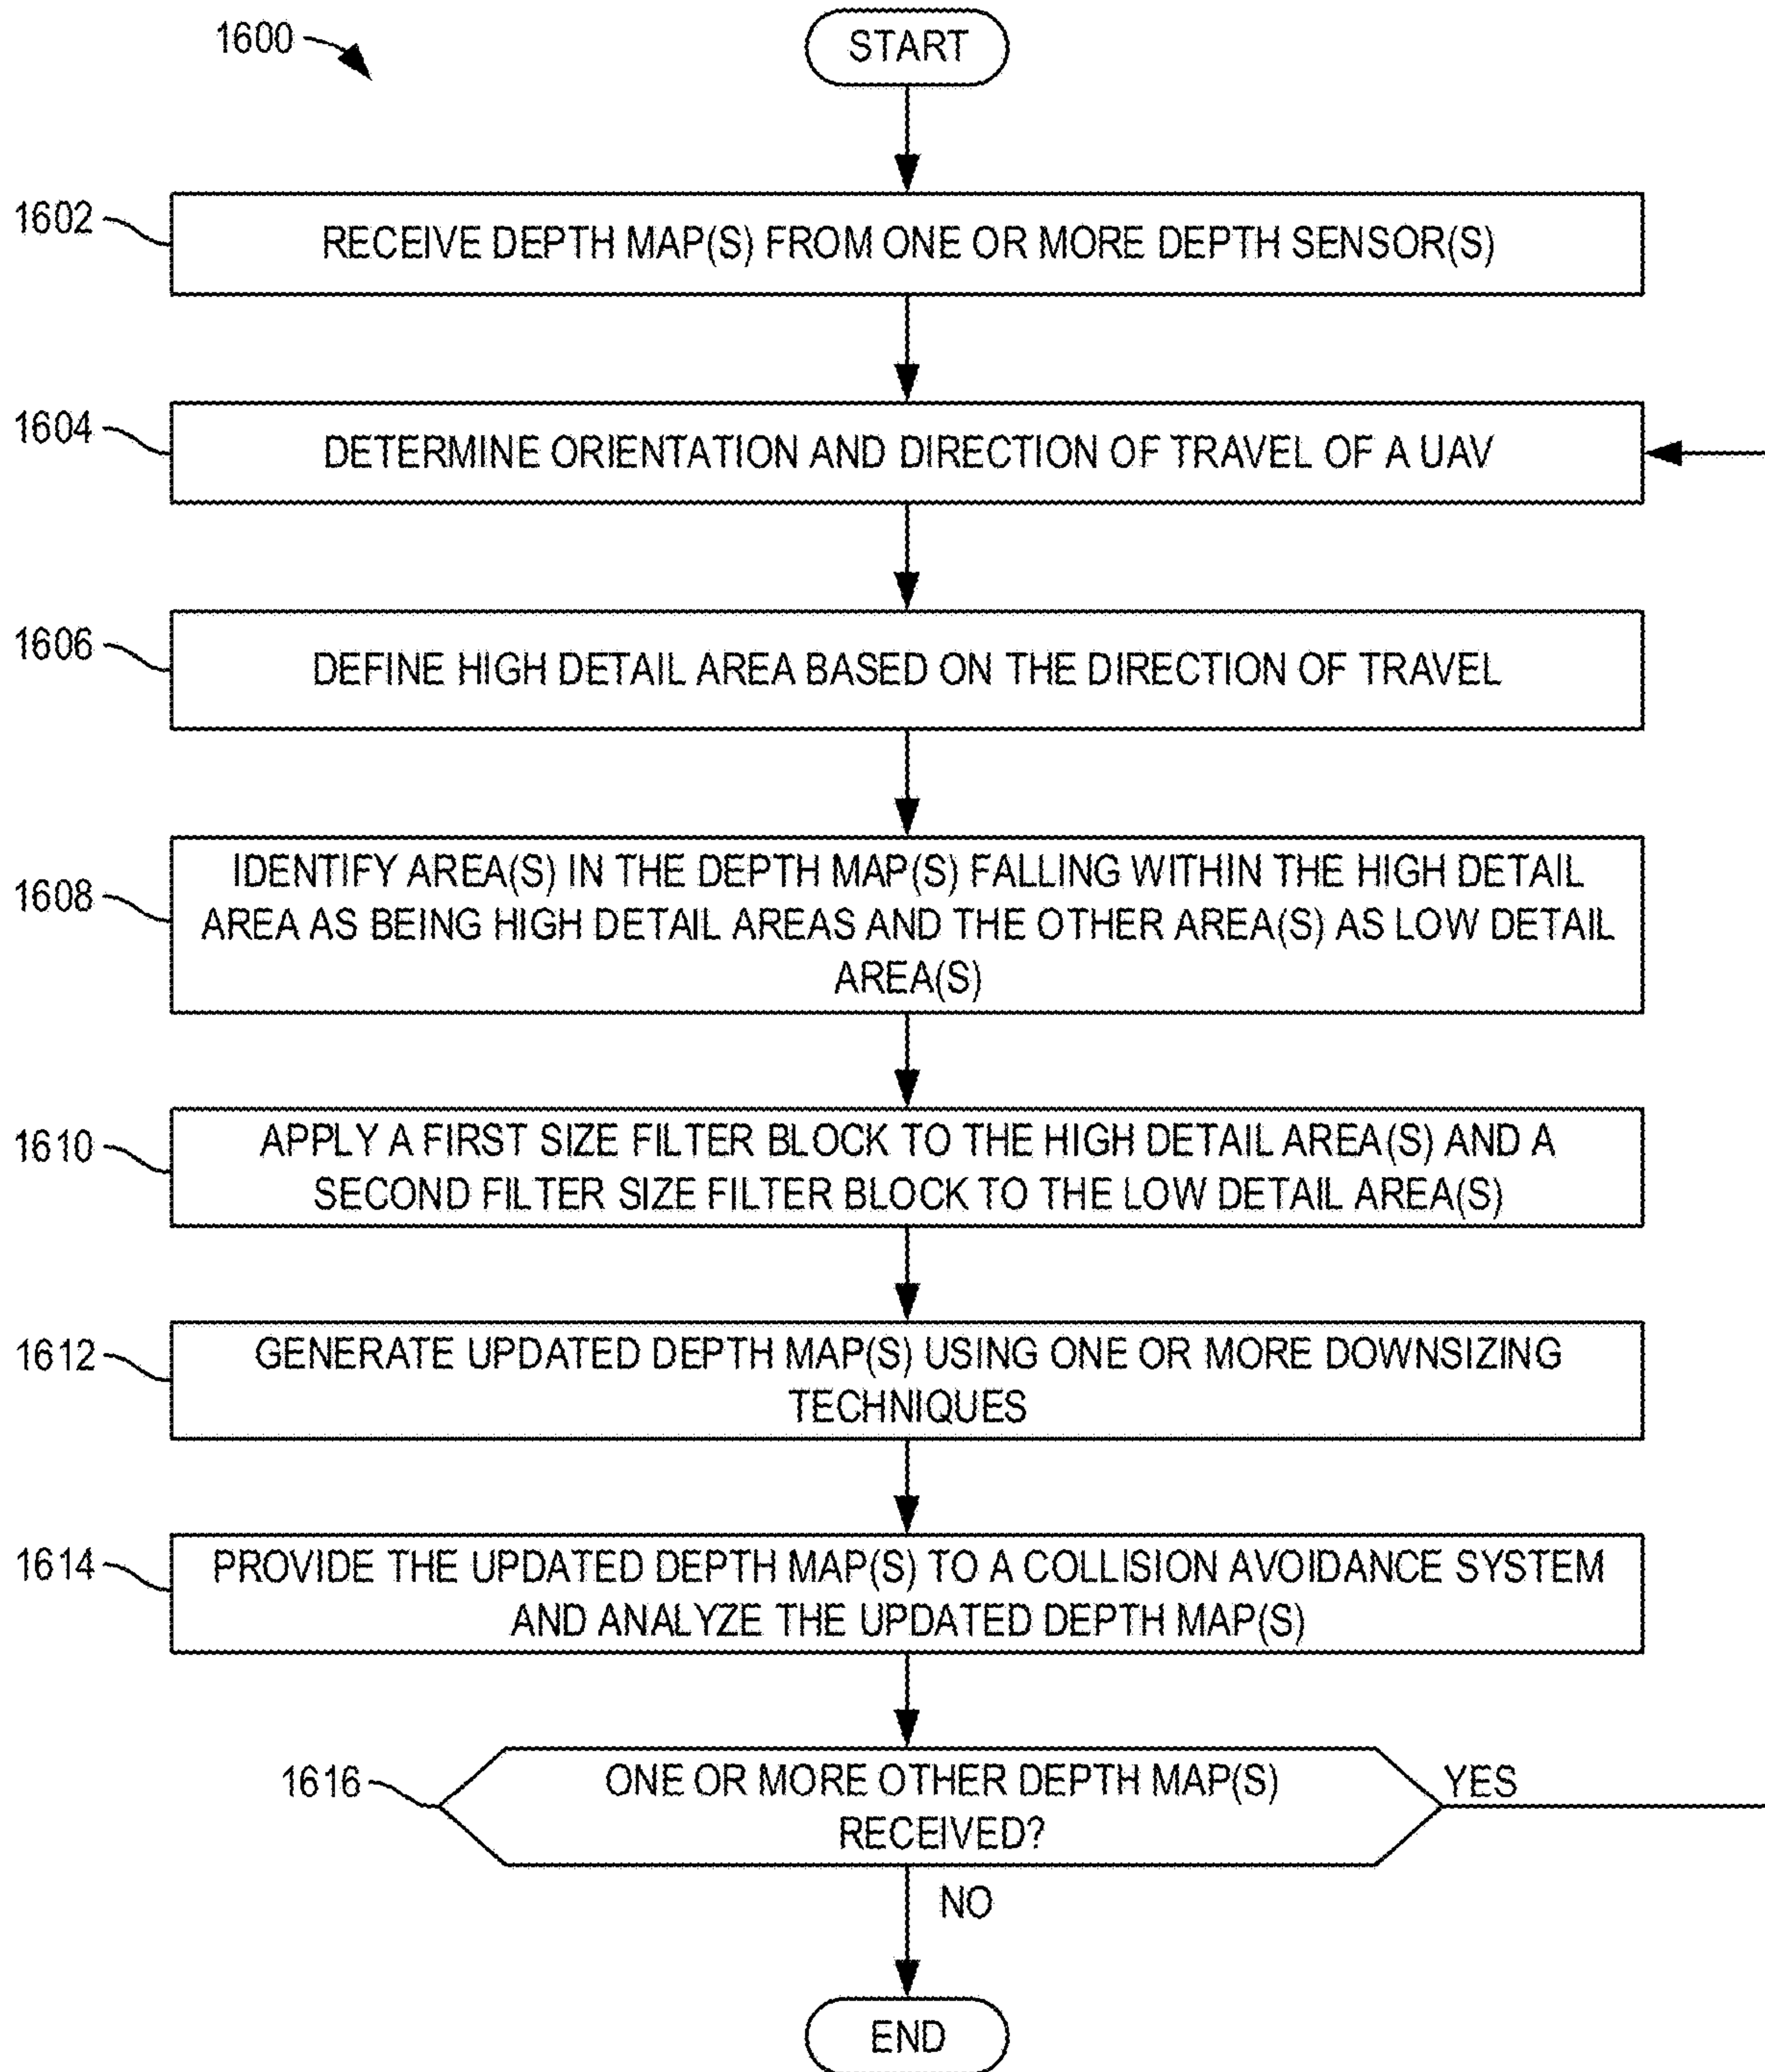 1600
START
1602
RECEIVE DEPTH MAP(S) FROM ONE OR MORE DEPTH SENSOR(S)
1604
DETERMINE ORIENTATION AND DIRECTION OF TRAVEL OF A UAV
1606
DEFINE HIGH DETAIL AREA BASED ON THE DIRECTION OF TRAVEL
1608
IDENTIFY AREA(S) IN THE DEPTH MAP(S) FALLING WITHIN THE HIGH DETAIL
AREA AS BEING HIGH DETAIL AREAS AND THE OTHER AREA(S) AS LOW DETAIL
AREA(S)
1610
APPLY A FIRST SIZE FILTER BLOCK TO THE HIGH DETAIL AREA(S) AND A
SECOND FILTER SIZE FILTER BLOCK TO THE LOW DETAIL AREA(S)
1612
GENERATE UPDATED DEPTH MAP(S) USING ONE OR MORE DOWNSIZING
TECHNIQUES
1614
PROVIDE THE UPDATED DEPTH MAP(S) TO A COLLISION AVOIDANCE SYSTEM
AND ANALYZE THE UPDATED DEPTH MAP(S)
1616
ONE OR MORE OTHER DEPTH MAP(S)
RECEIVED?
YES
NO
END